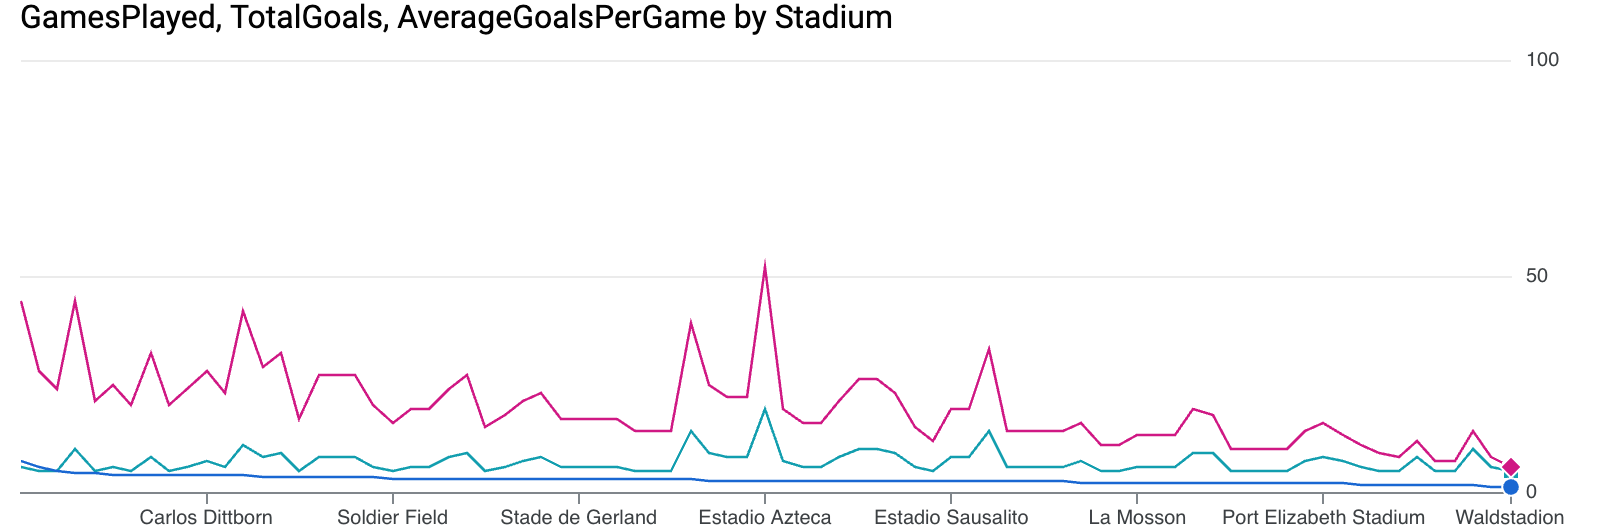 GamesPlayed, TotalGoals, AverageGoalsPerGame by Stadium
100
50
0
Carlos Dittborn Soldier Field Stade de Gerland Estadio Azteca Estadio Sausalito La Mosson Port Elizabeth Stadium Waldstadion